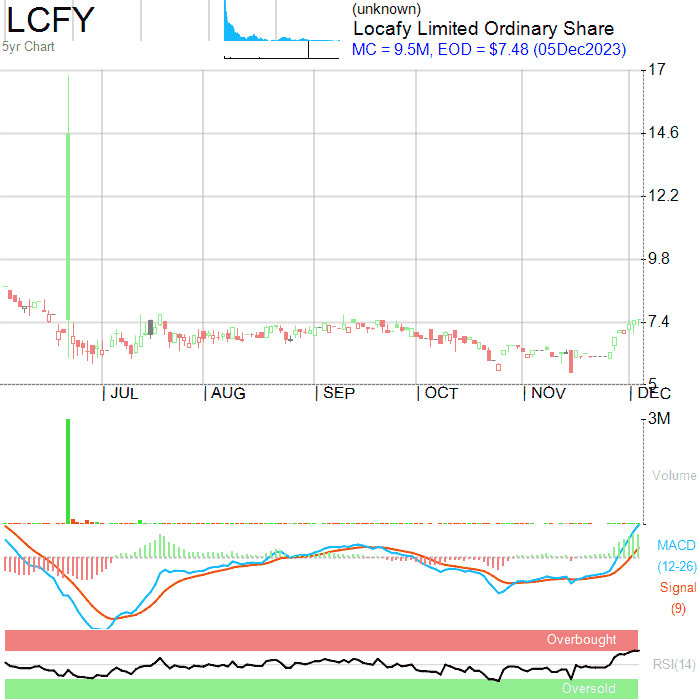 LCFY
5yr Chart
(unknown)
Locafy Limited Ordinary Share
MC = 9.5M, EOD = $7.48 (05Dec2023)
17
14.6
12.2
9.8
7.4
5
JUL AUG SEP OCT NOV DEC
3M
Volume
MACD
(12-26)
Signal
(9)
Overbought
RSI(14)
Oversold